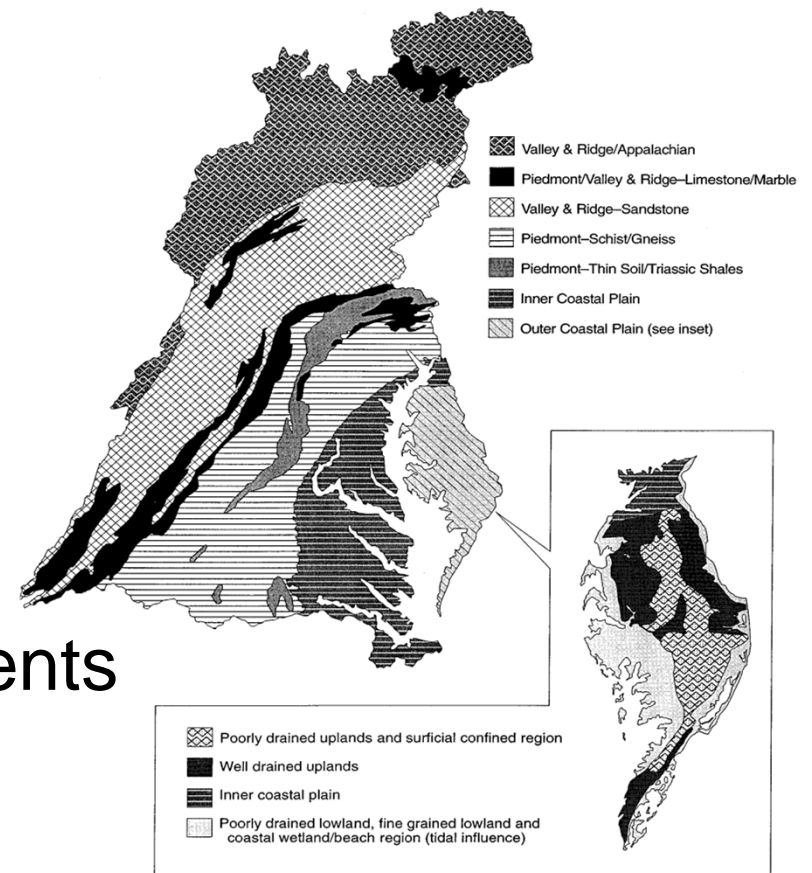 Valley & Ridge/Appalachian
Piedmont/Valley & Ridge–Limestone/Marble
Valley & Ridge–Sandstone
Piedmont–Schist/Gneiss
Piedmont–Thin Soil/Triassic Shales
Inner Coastal Plain
Outer Coastal Plain (see inset)
ents
Poorly drained uplands and surficial confined region
Well drained uplands
Inner coastal plain
Poorly drained lowland, fine grained lowland and
coastal wetland/beach region (tidal influence)